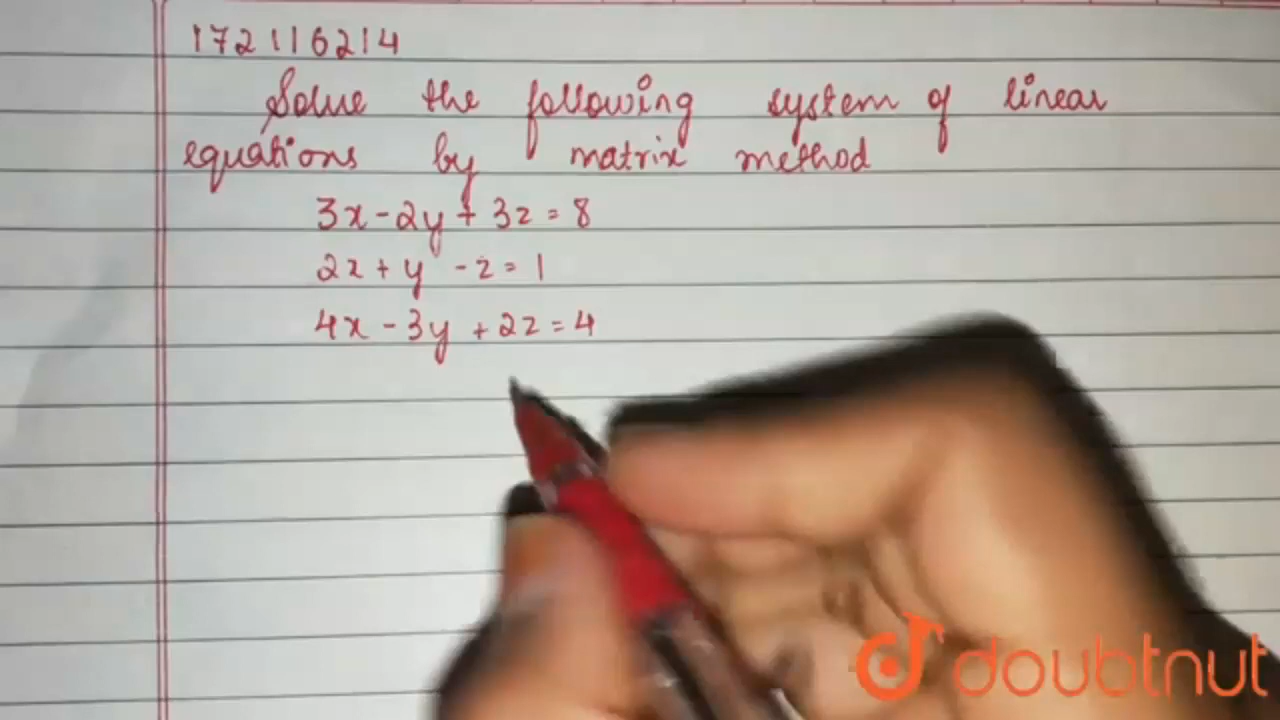 172116214
Solve the following system of linear
equations by matrix method
3x - 2y + 3z = 8
2x + y - z = 1
4x - 3y + 2z = 4
doubtnut